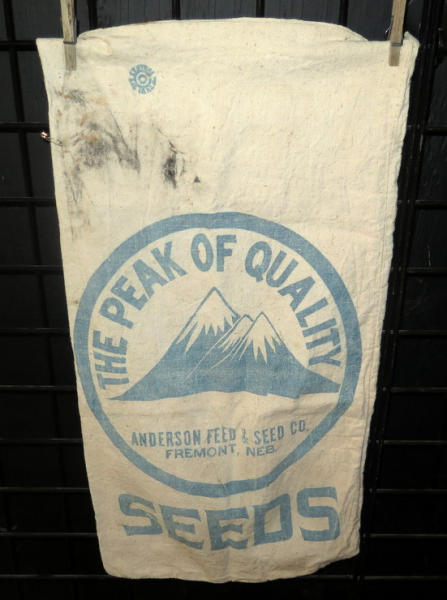 THE PEAK OF QUALITY
ANDERSON FEED & SEED CO.
FREMONT, NEB.
SEEDS